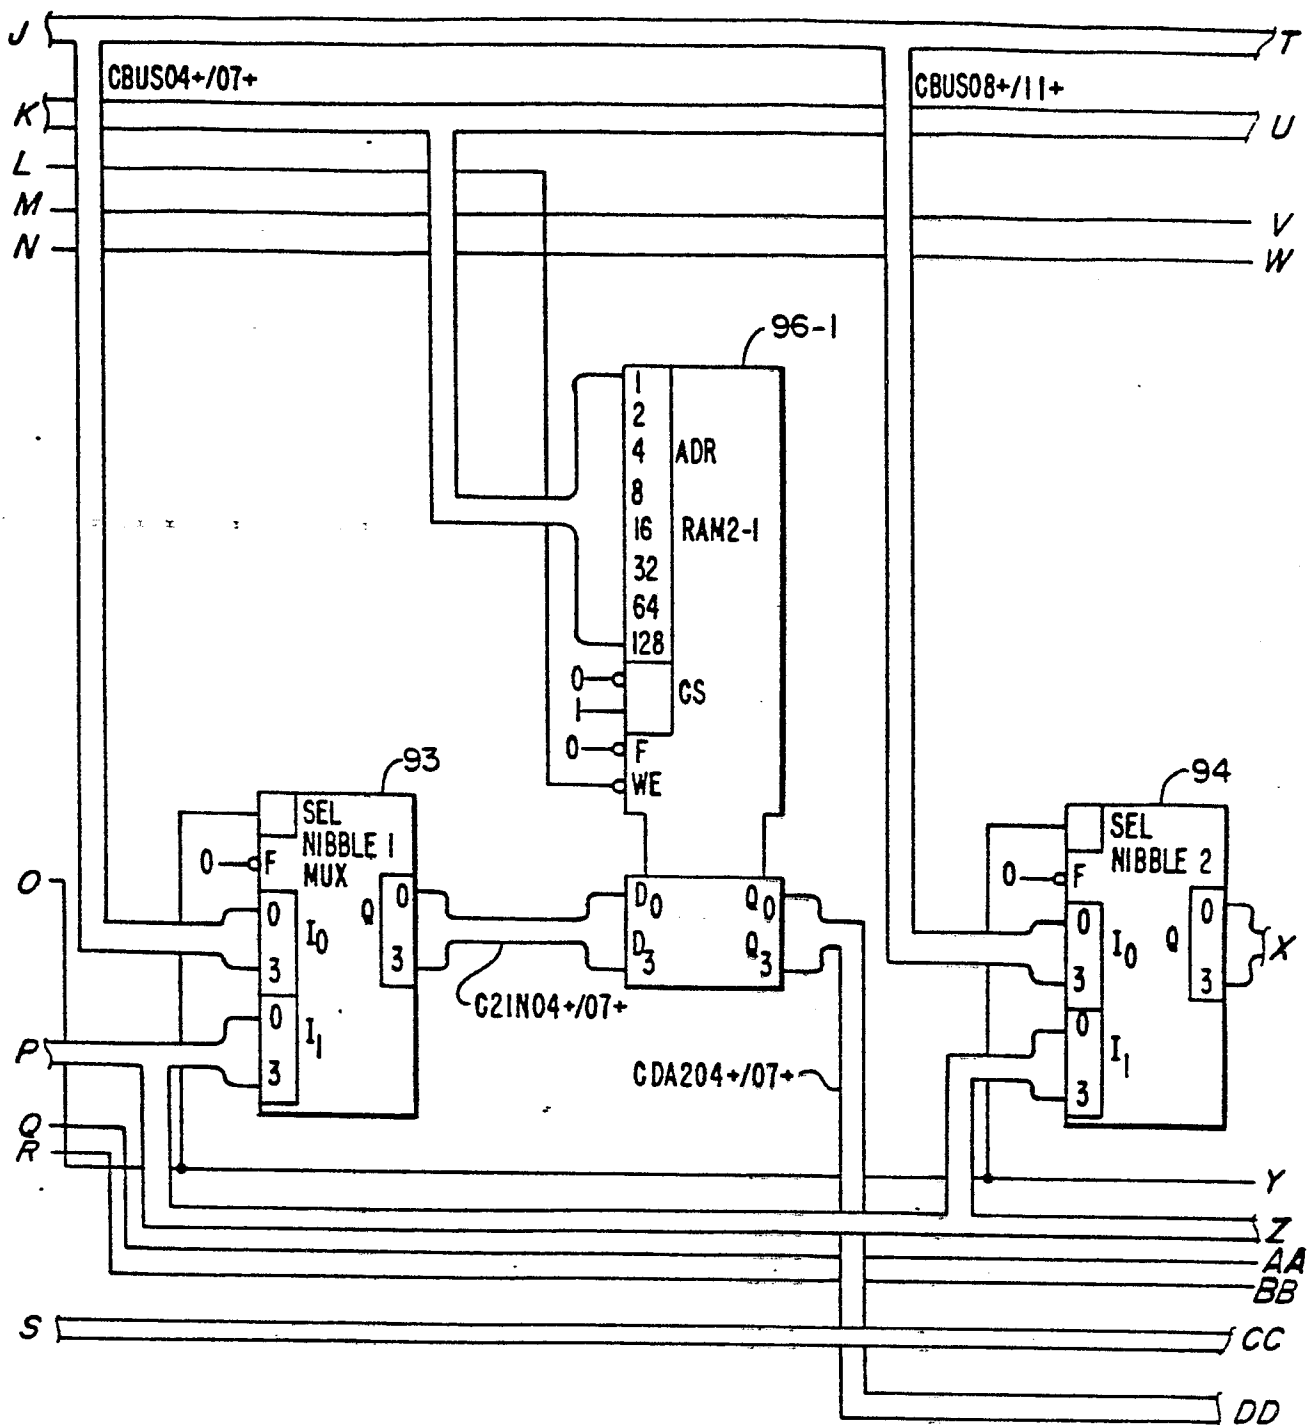 J
T
CBUS04+/07+
CBUS08+/11+
K
U
L
M
V
N
W
96-1
1
2
4 ADR
8
16 RAM2-1
32
64
128
0
CS
1
0 F
WE
93
SEL
NIBBLE 1
MUX
0 F
Q 0
3
0
I0
3
0
I1
3
94
SEL
NIBBLE 2
0 F
Q 0
3
0
I0
3
0
I1
3
O
X
D0 Q0
D3 Q3
C2IN04+/07+
CDA204+/07+
P
Q
R
Y
Z
AA
BB
S
CC
DD